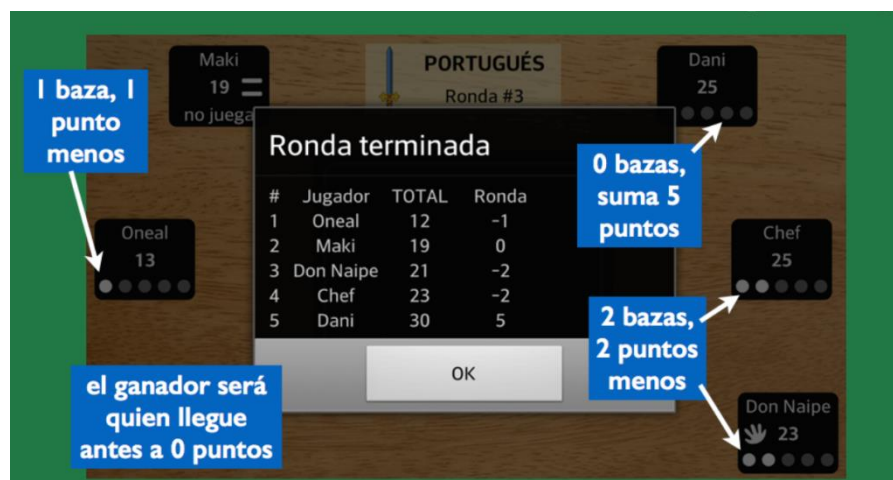 Maki
19
no juega
PORTUGUÉS
Ronda #3
Dani
25
1 baza, 1
punto
menos
0 bazas,
suma 5
puntos
Ronda terminada
# Jugador TOTAL Ronda
1 Oneal 12 -1
2 Maki 19 0
3 Don Naipe 21 -2
4 Chef 23 -2
5 Dani 30 5
OK
Oneal
13
Chef
25
2 bazas,
2 puntos
menos
el ganador será
quien llegue
antes a 0 puntos
Don Naipe
23